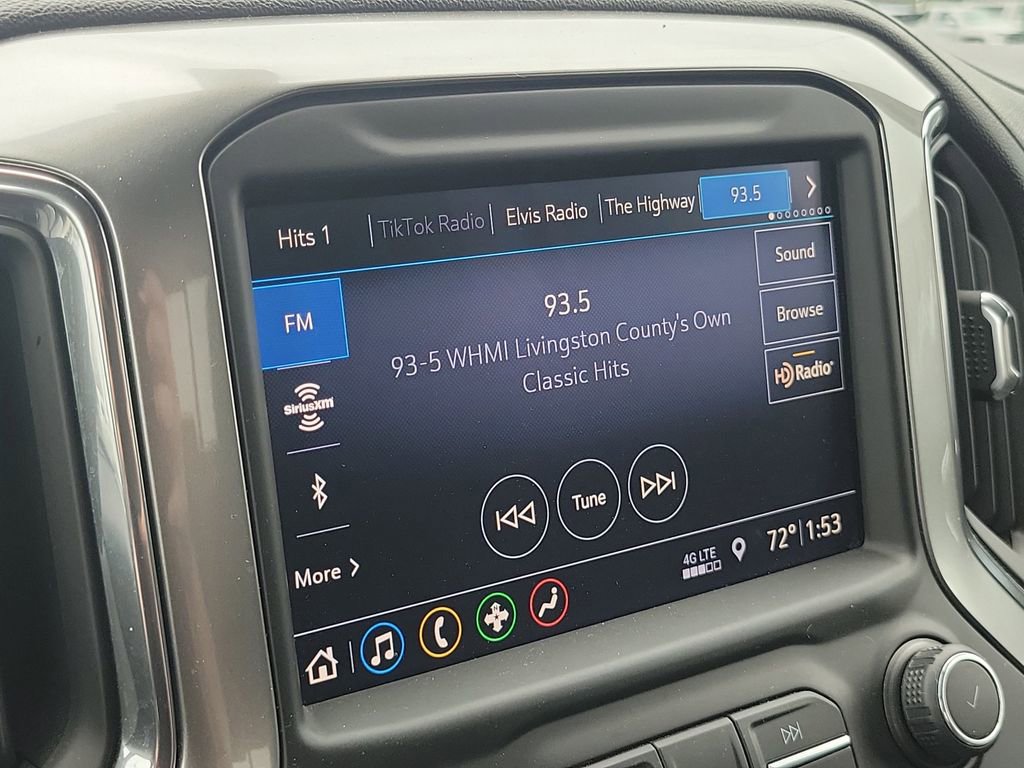 Hits 1 TikTok Radio Elvis Radio The Highway 93.5
FM
SiriusXM
More
93.5
93-5 WHMI Livingston County's Own
Classic Hits
Tune
Sound
Browse
HD Radio®
4G LTE
72° 1:53